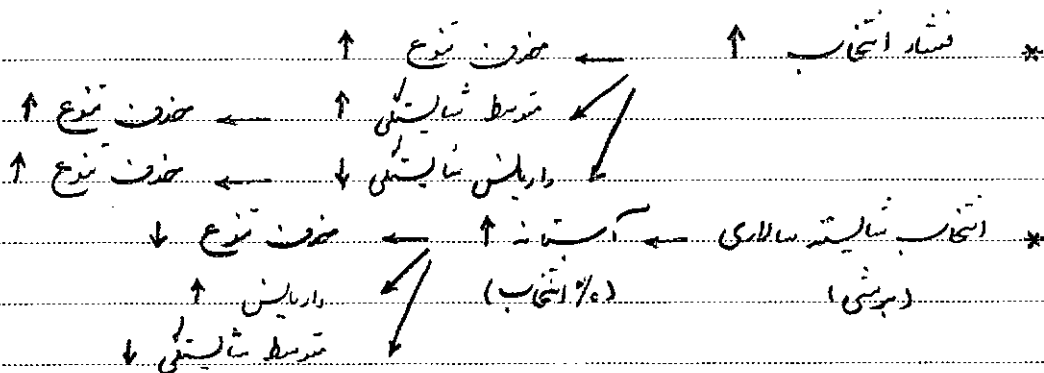 * فشار انتخاب ↑ ← حذف تنوع ↑
متوسط شایستگی ↑ ← حذف تنوع ↑
واریانس شایستگی ↓ ← حذف تنوع ↑
* انتخاب شایسته سالاری ← آستانه ↑ ← حذف تنوع ↓
(برشی) (% انتخاب) واریانس ↑
متوسط شایستگی ↓